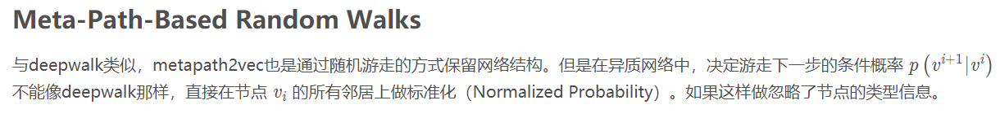 Meta-Path-Based Random Walks
与deepwalk类似，metapath2vec也是通过随机游走的方式保留网络结构。但是在异质网络中，决定游走下一步的条件概率 p(v^{i+1}|v^i)
不能像deepwalk那样，直接在节点 v_i 的所有邻居上做标准化（Normalized Probability）。如果这样做忽略了节点的类型信息。